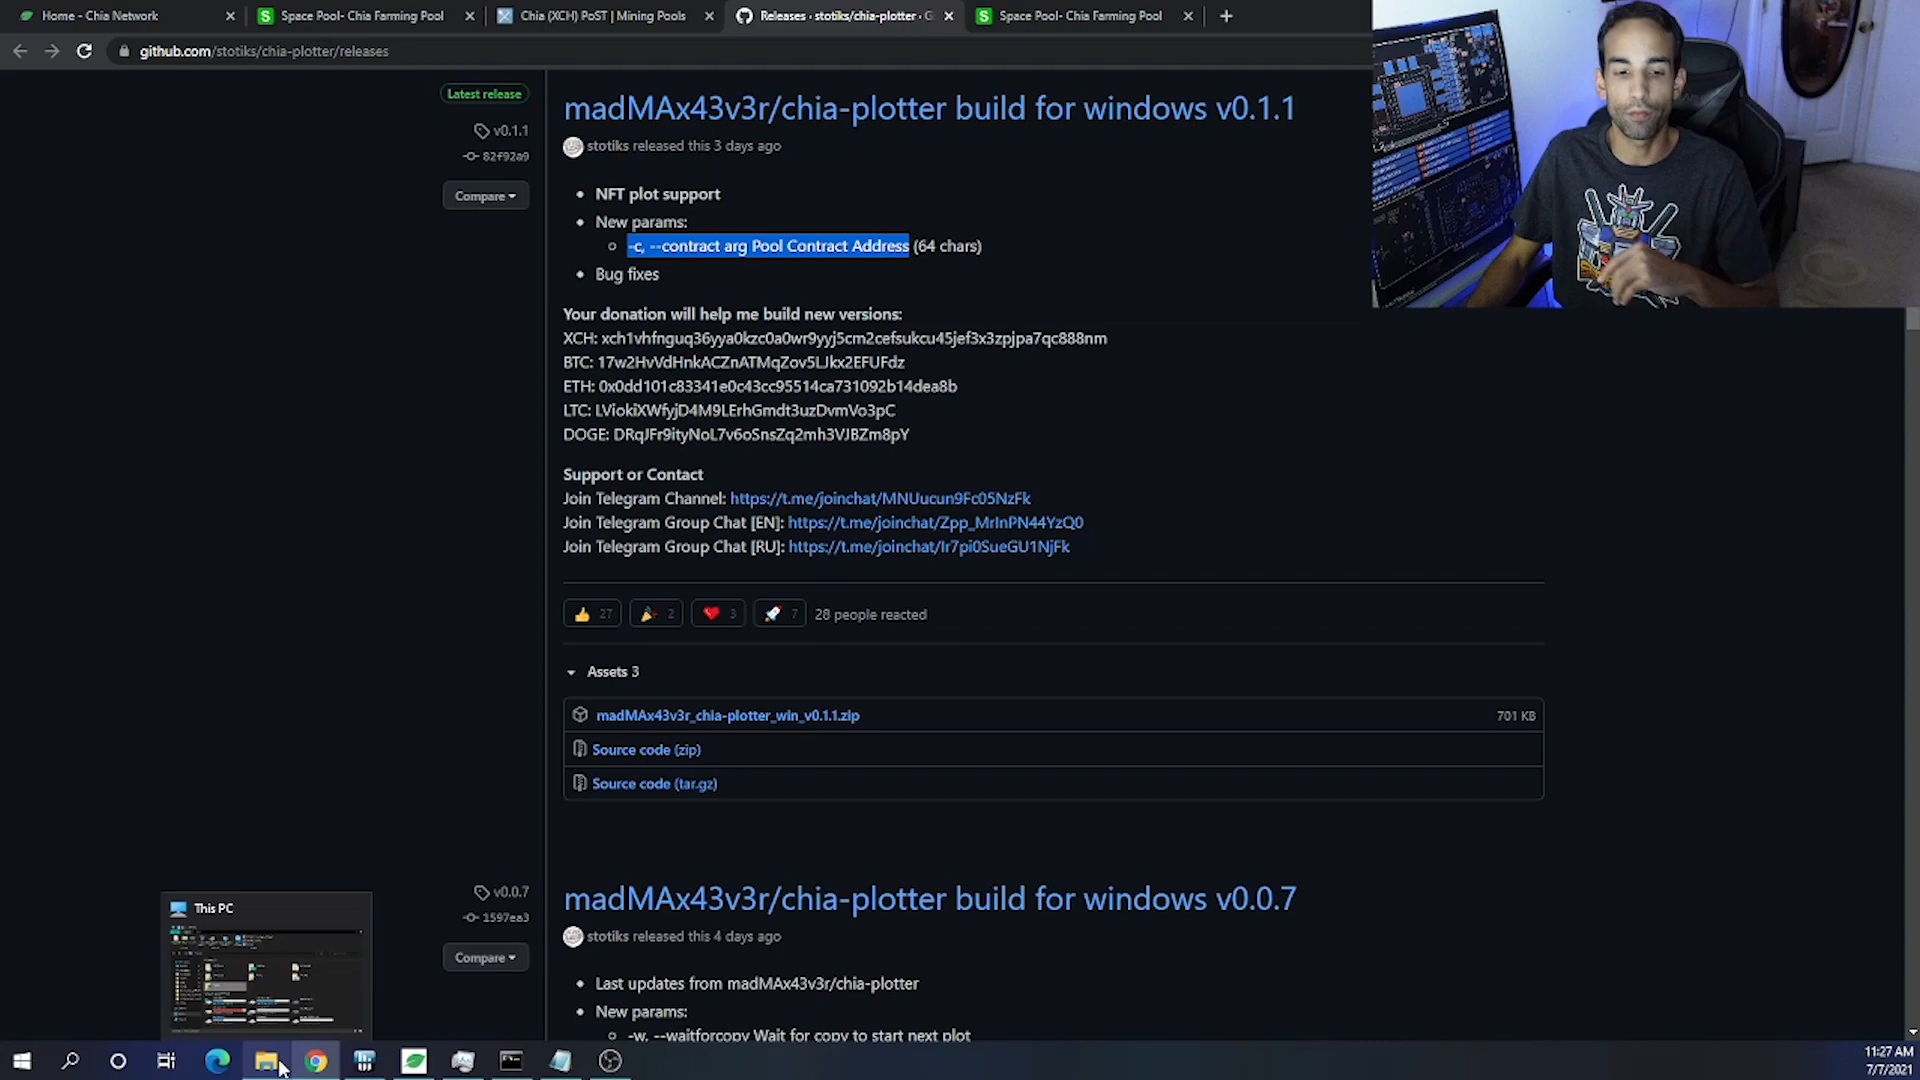 Home - Chia Network
Space Pool- Chia Farming Pool
Chia (XCH) PoST | Mining Pools
Releases · stotiks/chia-plotter · G
Space Pool- Chia Farming Pool
github.com/stotiks/chia-plotter/releases
Latest release
v0.1.1
82f92a9
Compare
madMAx43v3r/chia-plotter build for windows v0.1.1
stotiks released this 3 days ago
NFT plot support
New params:
-c, --contract arg Pool Contract Address (64 chars)
Bug fixes
Your donation will help me build new versions:
XCH: xch1vhfnguq36yya0kzc0a0wr9yyj5cm2cefsukcu45jef3x3zpjpa7qc888nm
BTC: 17w2HvVdHnkACZnATMqZov5LJkx2EFUFdz
ETH: 0x0dd101c83341e0c43cc95514ca731092b14dea8b
LTC: LViokiXWfyjD4M9LErhGmdt3uzDvmVo3pC
DOGE: DRqJFr9ityNoL7v6oSnsZq2mh3VJBZm8pY
Support or Contact
Join Telegram Channel: https://t.me/joinchat/MNUucun9Fc05NzFk
Join Telegram Group Chat [EN]: https://t.me/joinchat/Zpp_MrInPN44YzQ0
Join Telegram Group Chat [RU]: https://t.me/joinchat/Ir7pi0SueGU1NjFk
27
2
3
7
28 people reacted
Assets 3
madMAx43v3r_chia-plotter_win_v0.1.1.zip
701 KB
Source code (zip)
Source code (tar.gz)
v0.0.7
1597ea3
Compare
madMAx43v3r/chia-plotter build for windows v0.0.7
stotiks released this 4 days ago
Last updates from madMAx43v3r/chia-plotter
New params:
-w, --waitforcopy Wait for copy to start next plot
This PC
11:27 AM
7/7/2021